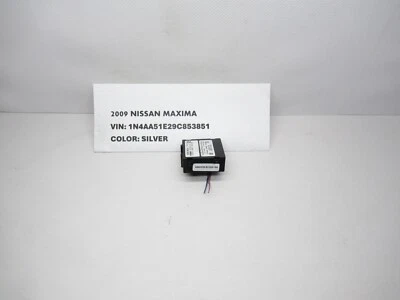 2009 NISSAN MAXIMA
VIN: 1N4AA51E29C853851
COLOR: SILVER